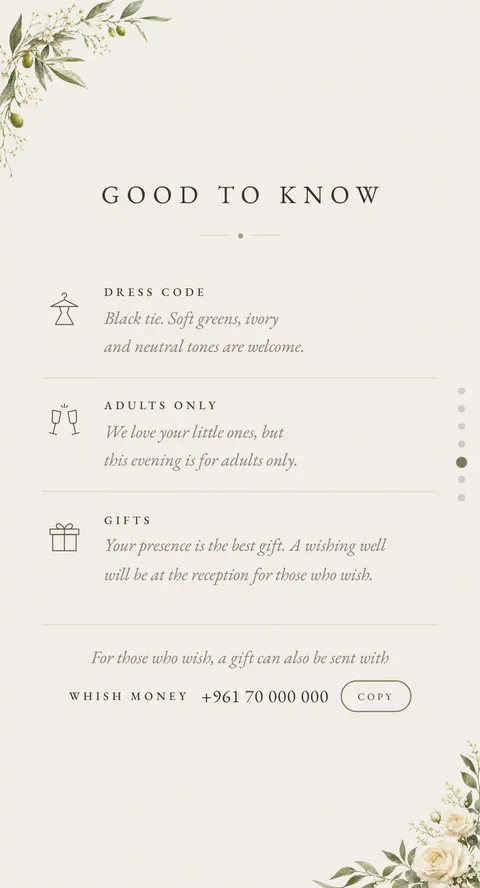 GOOD TO KNOW
DRESS CODE
Black tie. Soft greens, ivory
and neutral tones are welcome.
ADULTS ONLY
We love your little ones, but
this evening is for adults only.
GIFTS
Your presence is the best gift. A wishing well
will be at the reception for those who wish.
For those who wish, a gift can also be sent with
WHISH MONEY +961 70 000 000 COPY